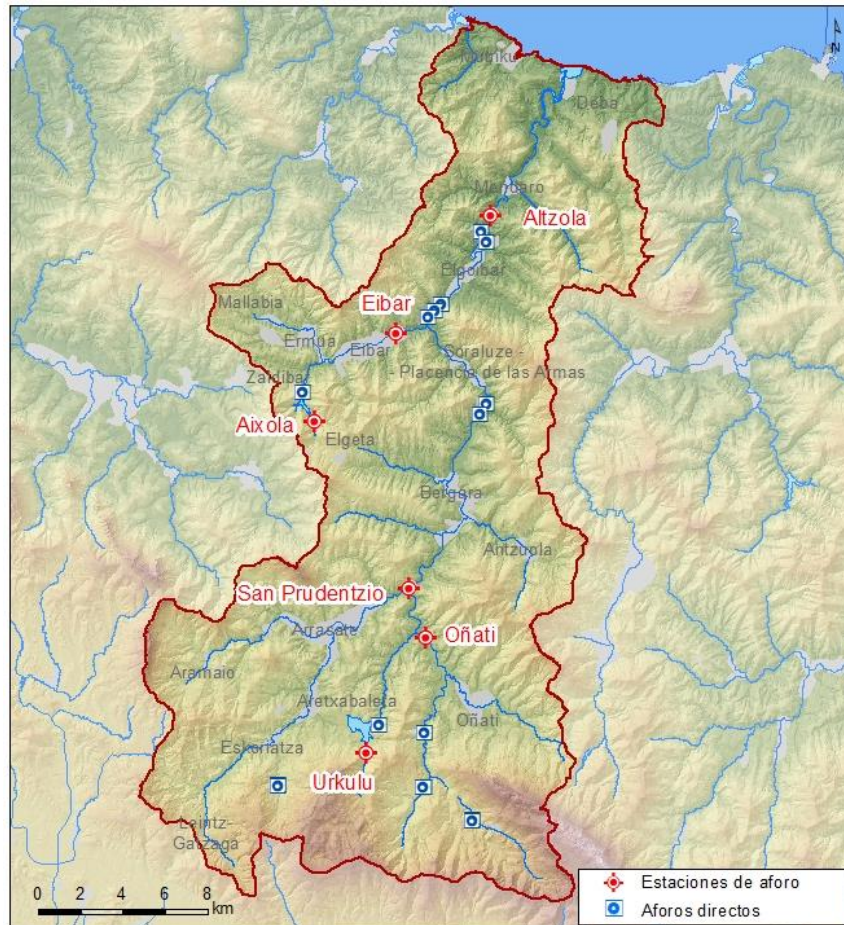 Mutriku
Deba
Mendaro
Altzola
Elgoibar
Mallabia
Eibar
Ermua
Eibar
Soraluze -
- Placencia de las Armas
Zaldibar
Aixola
Elgeta
Bergara
Antzuola
San Prudentzio
Arrasate
Oñati
Aramaio
Aretxabaleta
Oñati
Eskoriatza
Urkulu
Leintz-
Gatzaga
0 2 4 6 8
km
Estaciones de aforo
Aforos directos
N